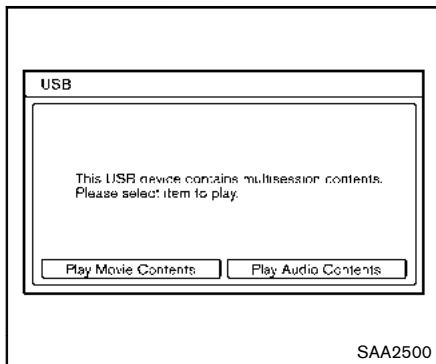 USB
This USB device contains multisession contents.
Please select item to play.
Play Movie Contents
Play Audio Contents
SAA2500